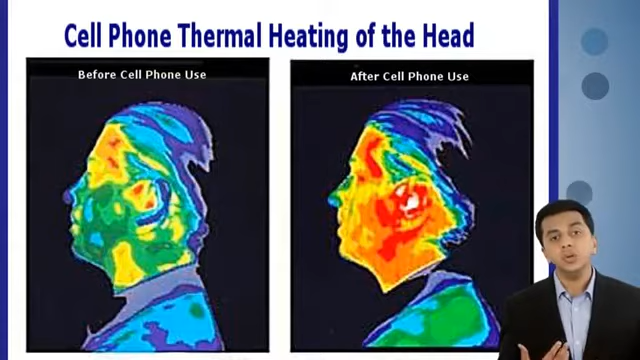 Cell Phone Thermal Heating of the Head
Before Cell Phone Use
After Cell Phone Use